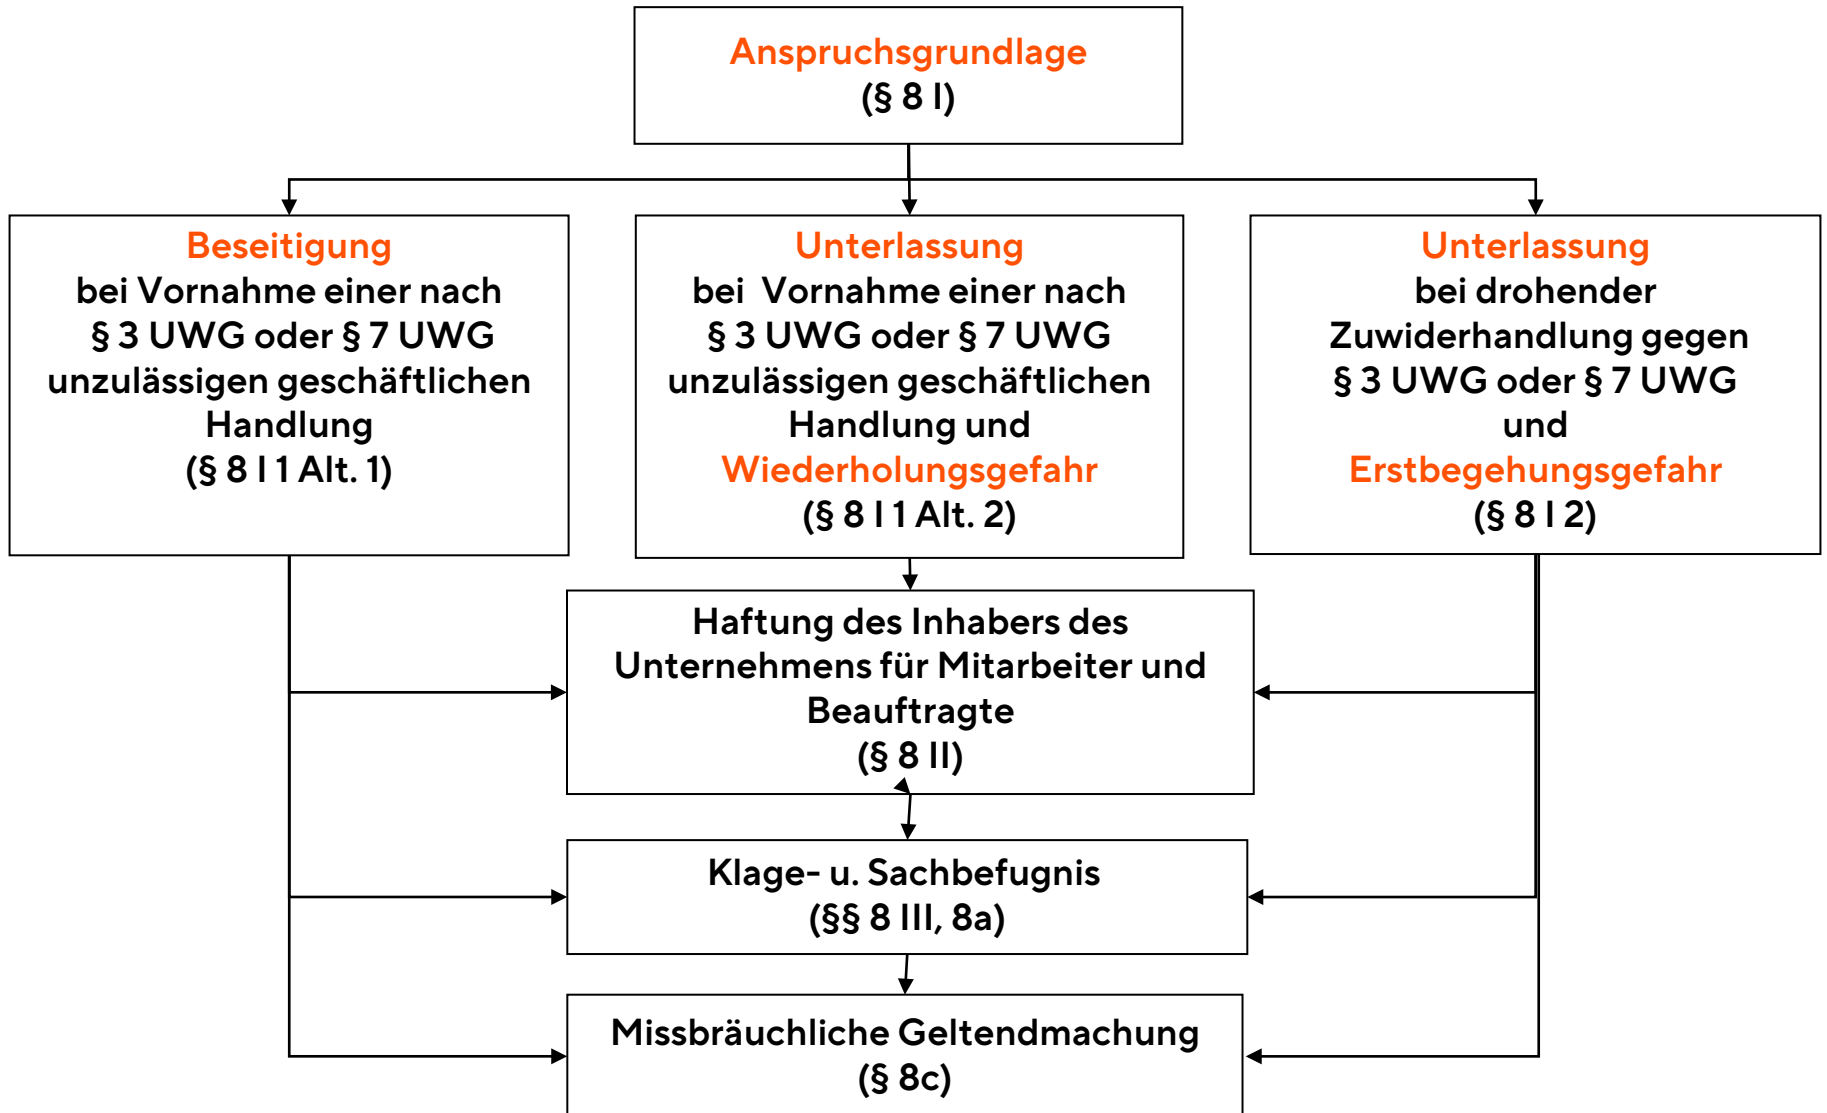 Anspruchsgrundlage
(§ 8 I)
Beseitigung
bei Vornahme einer nach
§ 3 UWG oder § 7 UWG
unzulässigen geschäftlichen
Handlung
(§ 8 I 1 Alt. 1)
Unterlassung
bei Vornahme einer nach
§ 3 UWG oder § 7 UWG
unzulässigen geschäftlichen
Handlung und
Wiederholungsgefahr
(§ 8 I 1 Alt. 2)
Unterlassung
bei drohender
Zuwiderhandlung gegen
§ 3 UWG oder § 7 UWG
und
Erstbegehungsgefahr
(§ 8 I 2)
Haftung des Inhabers des
Unternehmens für Mitarbeiter und
Beauftragte
(§ 8 II)
Klage- u. Sachbefugnis
(§§ 8 III, 8a)
Missbräuchliche Geltendmachung
(§ 8c)